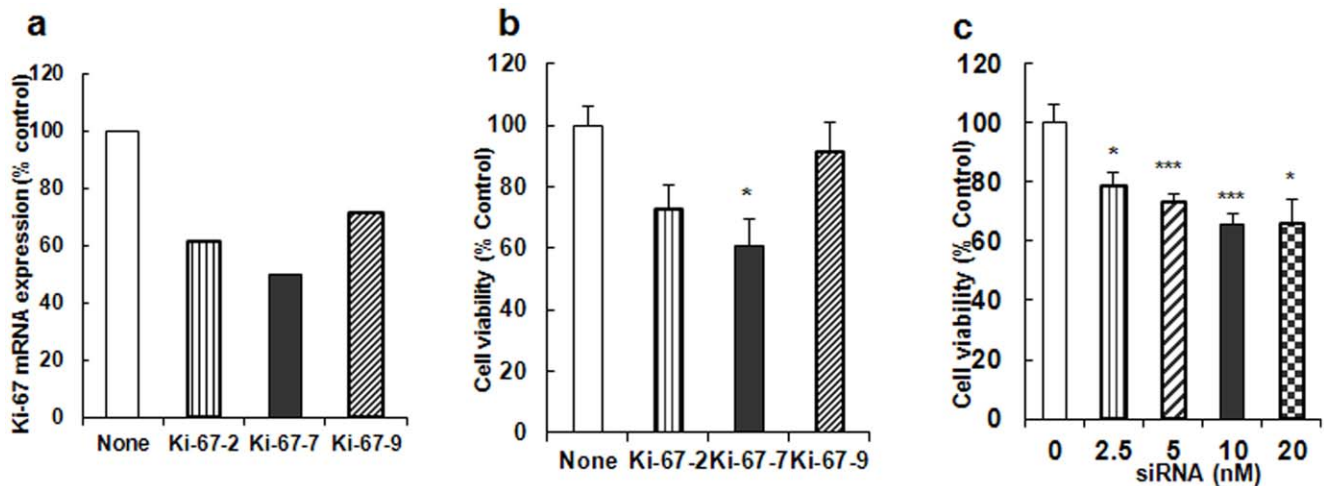 a
Ki-67 mRNA expression (% control)
120
100
80
60
40
20
0
None Ki-67-2 Ki-67-7 Ki-67-9
b
Cell viability (% Control)
120
100
80
60
40
20
0
*
None Ki-67-2 Ki-67-7 Ki-67-9
c
Cell viability (% Control)
120
100
80
60
40
20
0
* *** *** *
0 2.5 5 10 20
siRNA (nM)